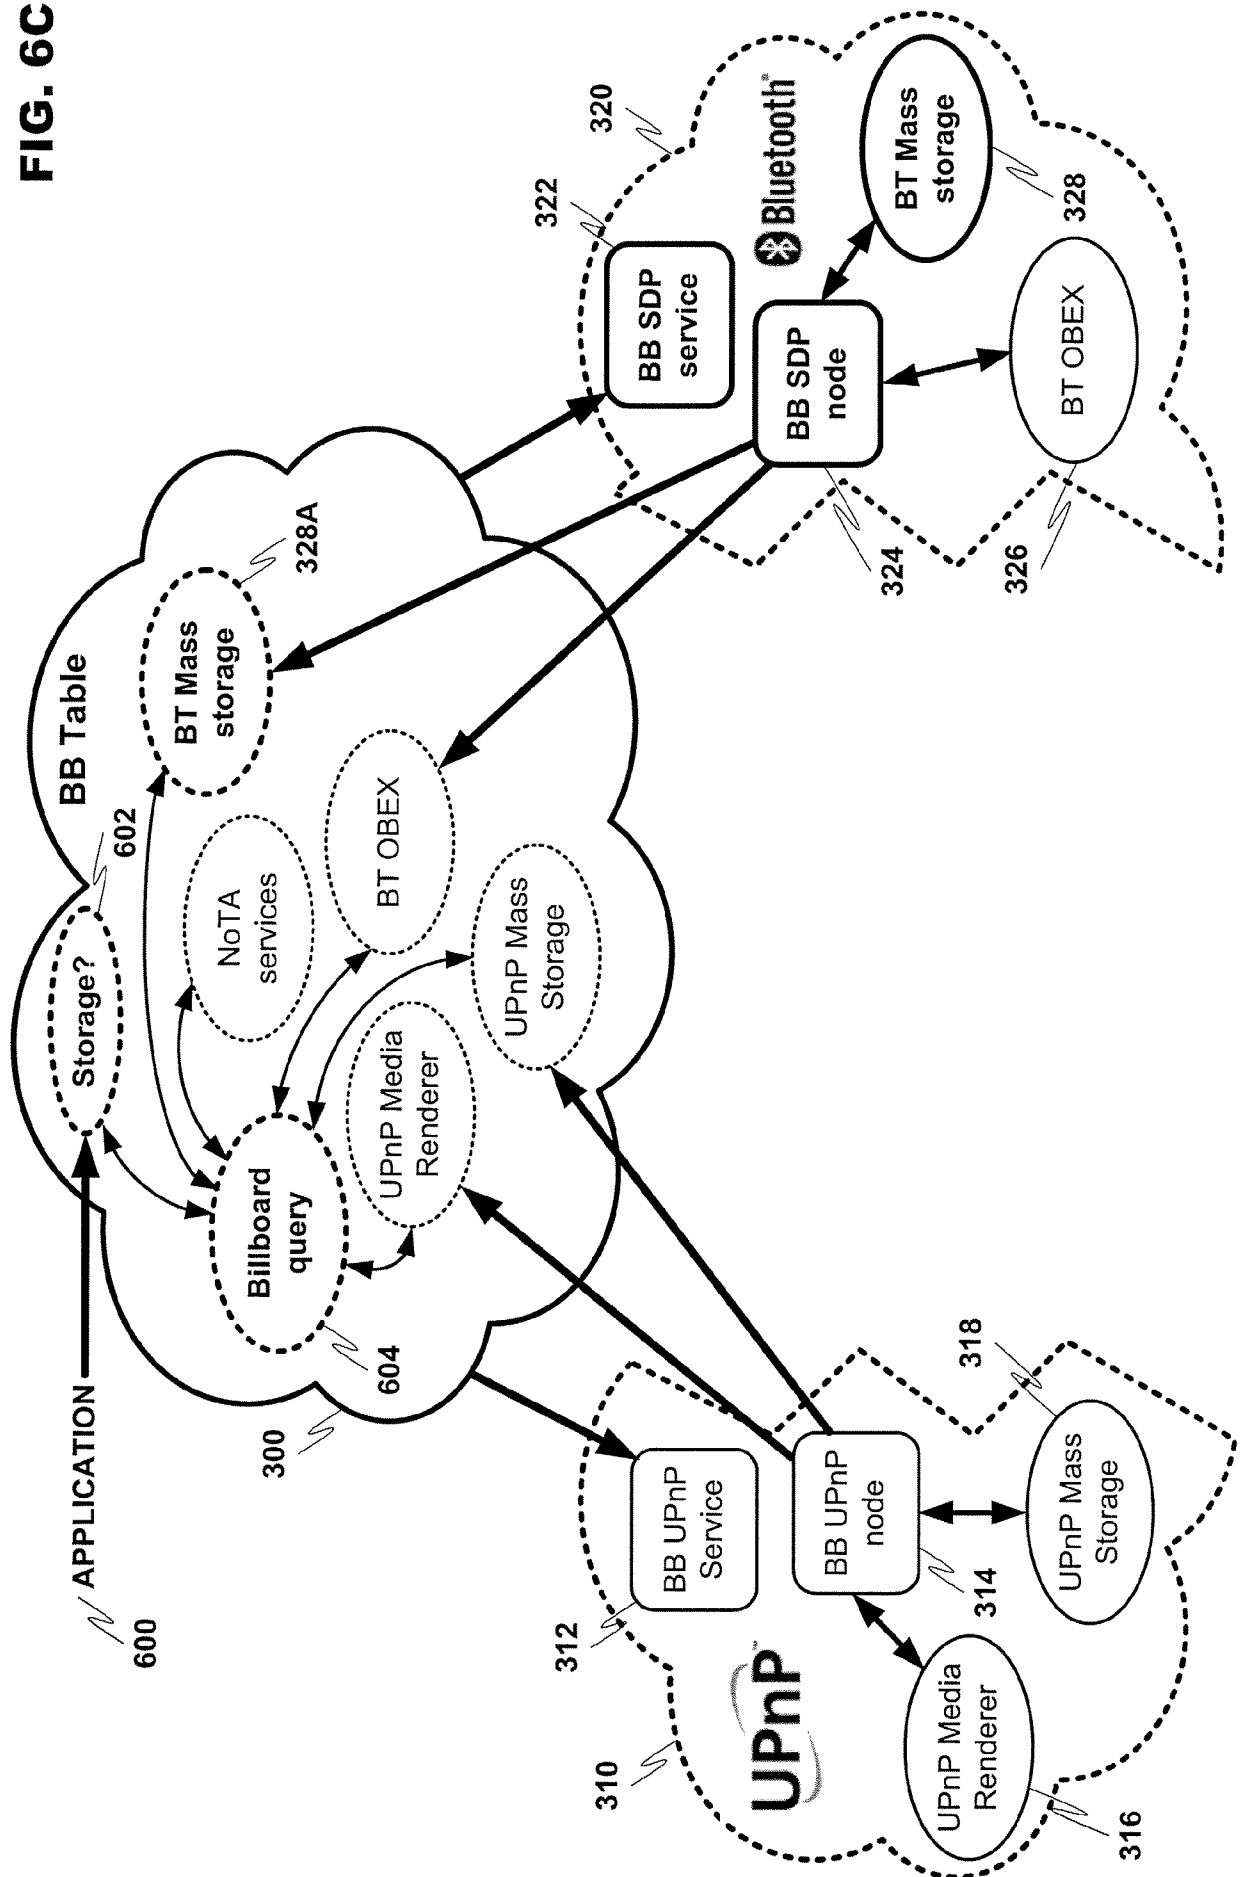 FIG. 6C
BB Table
APPLICATION
600
Storage?
602
Billboard
query
604
300
NoTA
services
BT Mass
storage
328A
UPnP Media
Renderer
BT OBEX
UPnP Mass
Storage
310
312
BB UPnP
Service
UPnP™
BB UPnP
node
314
UPnP Media
Renderer
316
UPnP Mass
Storage
318
320
322
BB SDP
service
Bluetooth
BB SDP
node
324
BT OBEX
326
BT Mass
storage
328